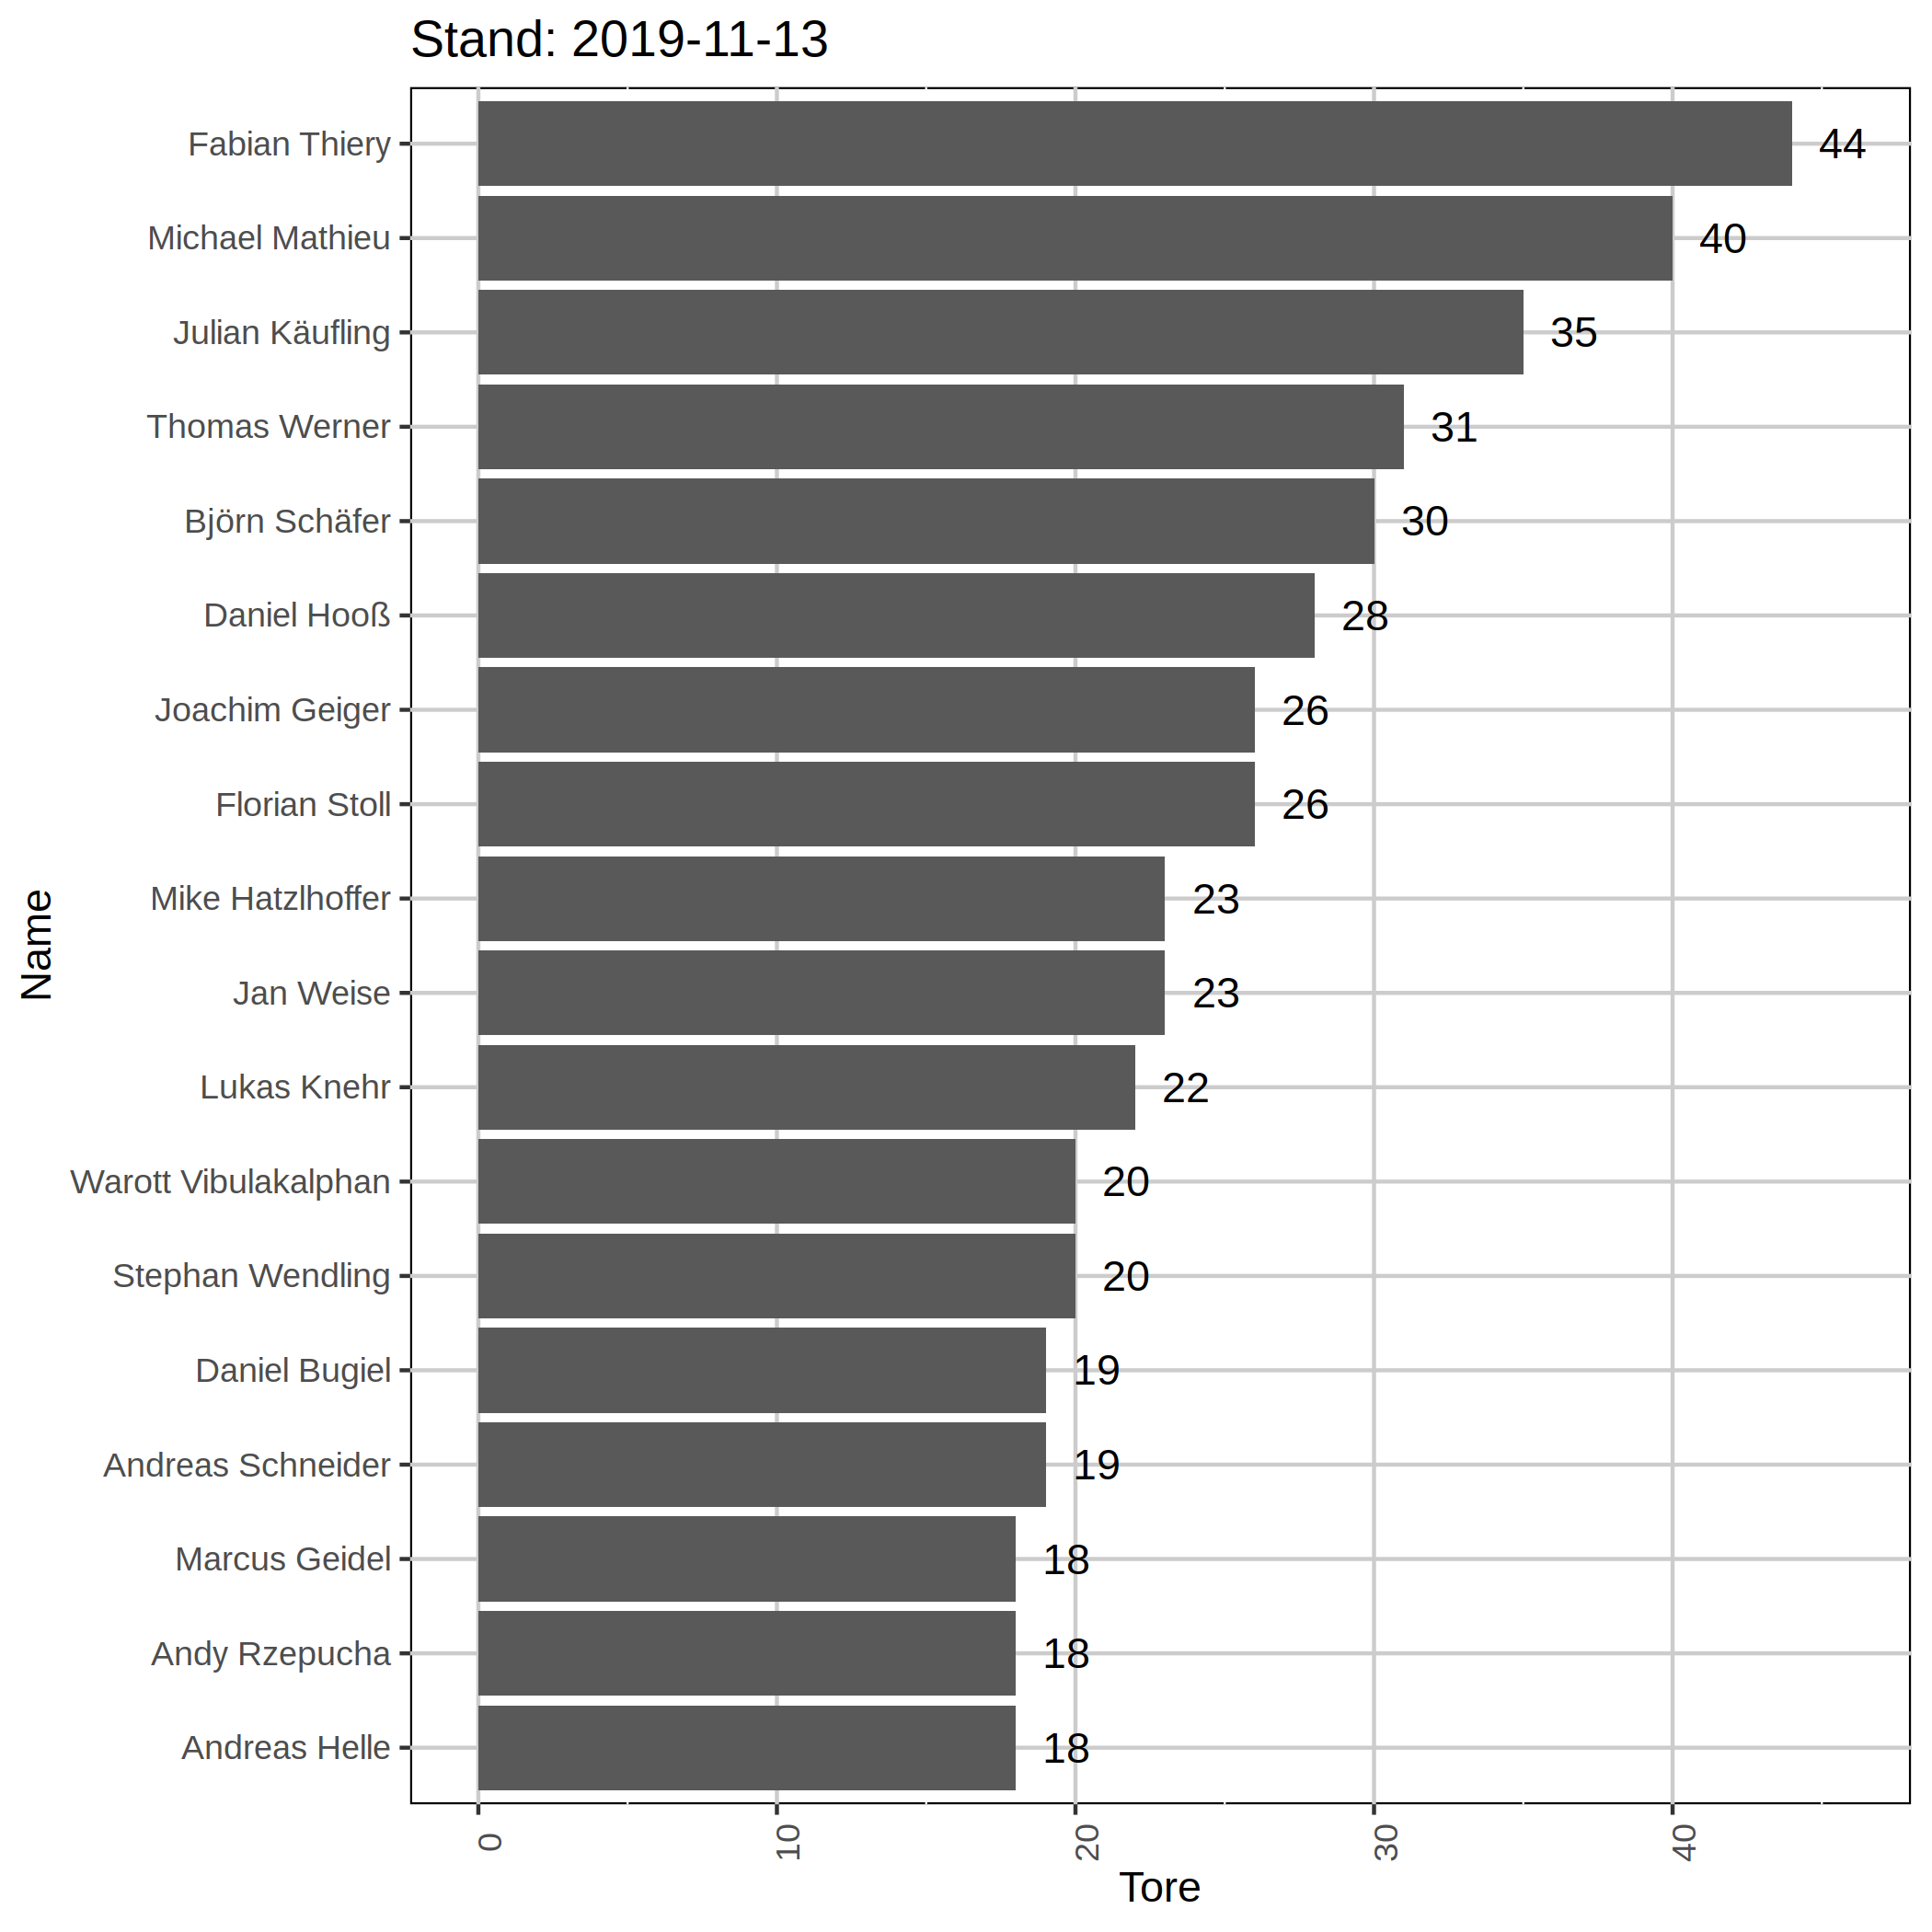 Stand: 2019-11-13
Fabian Thiery 44
Michael Mathieu 40
Julian Käufling 35
Thomas Werner 31
Björn Schäfer 30
Daniel Hooß 28
Joachim Geiger 26
Florian Stoll 26
Mike Hatzlhoffer 23
Jan Weise 23
Lukas Knehr 22
Warott Vibulakalphan 20
Stephan Wendling 20
Daniel Bugiel 19
Andreas Schneider 19
Marcus Geidel 18
Andy Rzepucha 18
Andreas Helle 18
Name
0 10 20 30 40
Tore